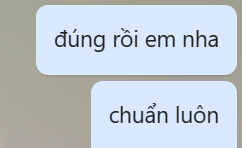 đúng rồi em nha
chuẩn luôn